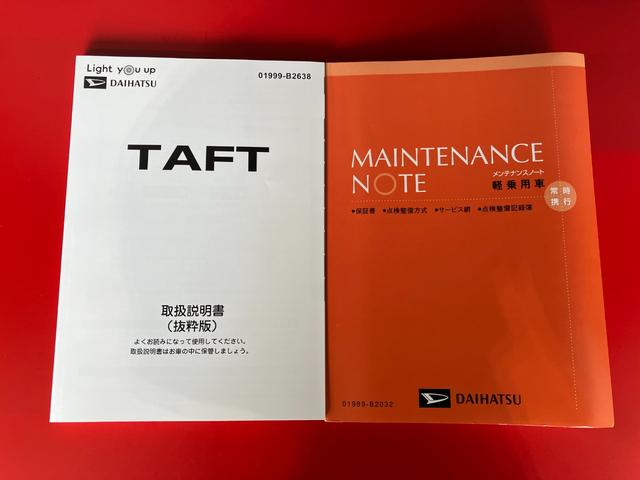 Light you up
DAIHATSU
01999-B2638
TAFT
取扱説明書
(抜粋版)
よくお読みになって使用してください。
取扱説明書はお車の中に保管しましょう。
MAINTENANCE
NOTE
メンテナンスノート
軽乗用車
常時
携行
●保証書 ●点検整備方式 ●サービス網 ●点検整備記録簿
01989-B2032
DAIHATSU